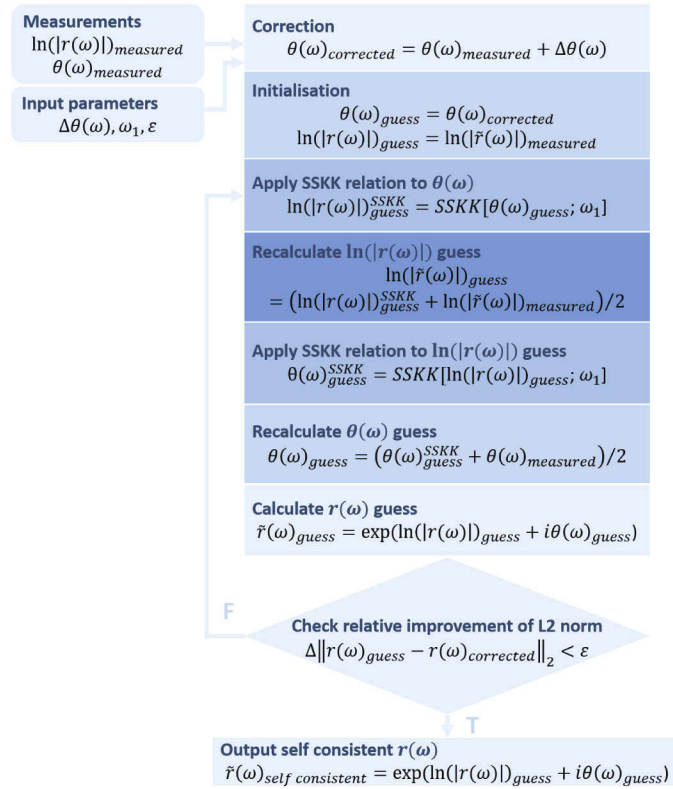 Measurements
ln(|r(ω)|)_{measured}
θ(ω)_{measured}
Input parameters
Δθ(ω), ω_1, ε
Correction
θ(ω)_{corrected} = θ(ω)_{measured} + Δθ(ω)
Initialisation
θ(ω)_{guess} = θ(ω)_{corrected}
ln(|r(ω)|)_{guess} = ln(|r̃(ω)|)_{measured}
Apply SSKK relation to θ(ω)
ln(|r(ω)|)^{SSKK}_{guess} = SSKK[θ(ω)_{guess}; ω_1]
Recalculate ln(|r(ω)|) guess
ln(|r̃(ω)|)_{guess}
= (ln(|r(ω)|)^{SSKK}_{guess} + ln(|r̃(ω)|)_{measured})/2
Apply SSKK relation to ln(|r(ω)|) guess
θ(ω)^{SSKK}_{guess} = SSKK[ln(|r(ω)|)_{guess}; ω_1]
Recalculate θ(ω) guess
θ(ω)_{guess} = (θ(ω)^{SSKK}_{guess} + θ(ω)_{measured})/2
Calculate r(ω) guess
r̃(ω)_{guess} = exp(ln(|r(ω)|)_{guess} + iθ(ω)_{guess})
F
Check relative improvement of L2 norm
Δ‖r(ω)_{guess} − r(ω)_{corrected}‖_2 < ε
T
Output self consistent r(ω)
r̃(ω)_{self consistent} = exp(ln(|r(ω)|)_{guess} + iθ(ω)_{guess})